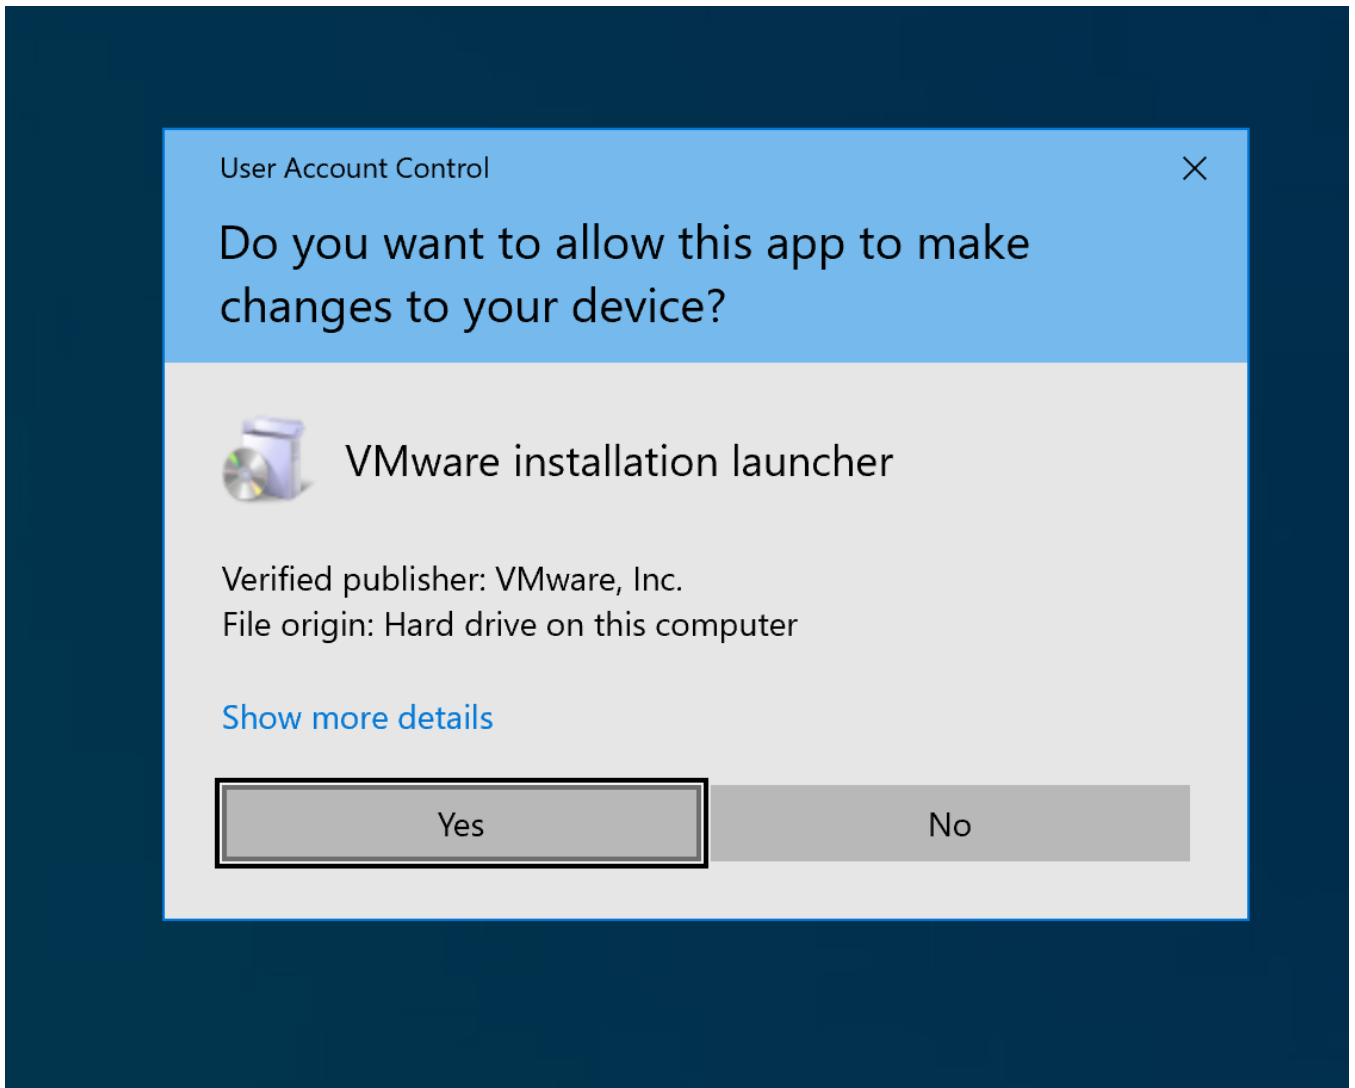 User Account Control
Do you want to allow this app to make
changes to your device?
VMware installation launcher
Verified publisher: VMware, Inc.
File origin: Hard drive on this computer
Show more details
Yes
No